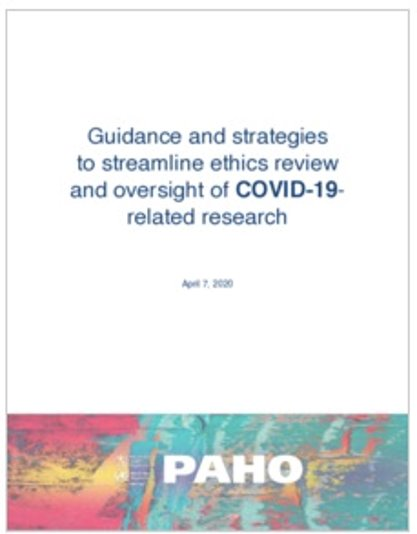 Guidance and strategies
to streamline ethics review
and oversight of COVID-19-
related research
April 7, 2020
PAHO